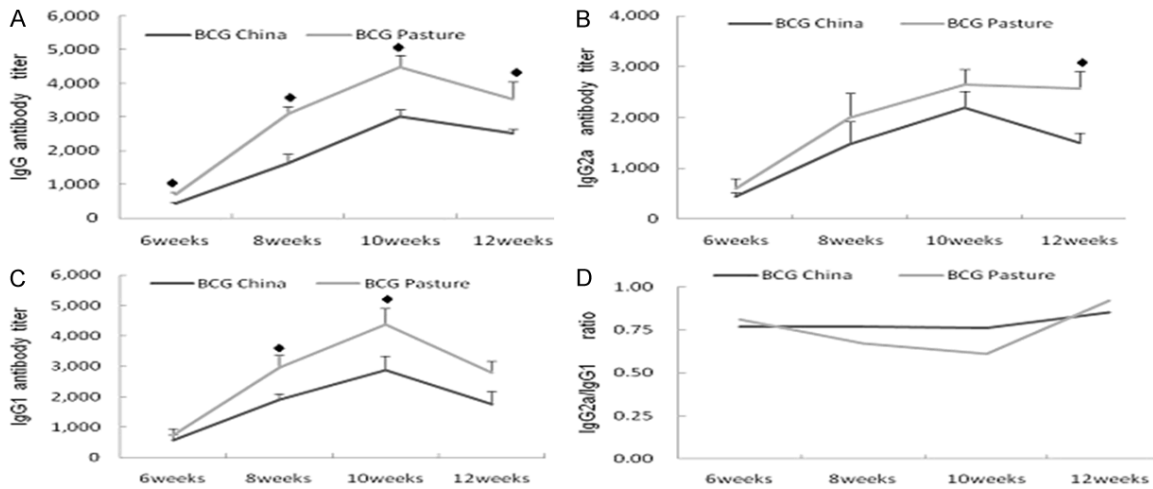 A
IgG antibody titer
6,000
5,000
4,000
3,000
2,000
1,000
0
BCG China
BCG Pasture
6weeks
8weeks
10weeks
12weeks
B
IgG2a antibody titer
4,000
3,000
2,000
1,000
0
BCG China
BCG Pasture
6weeks
8weeks
10weeks
12weeks
C
IgG1 antibody titer
6,000
5,000
4,000
3,000
2,000
1,000
0
BCG China
BCG Pasture
6weeks
8weeks
10weeks
12weeks
D
IgG2a/IgG1 ratio
1.00
0.75
0.50
0.25
0.00
BCG China
BCG Pasture
6weeks
8weeks
10weeks
12weeks